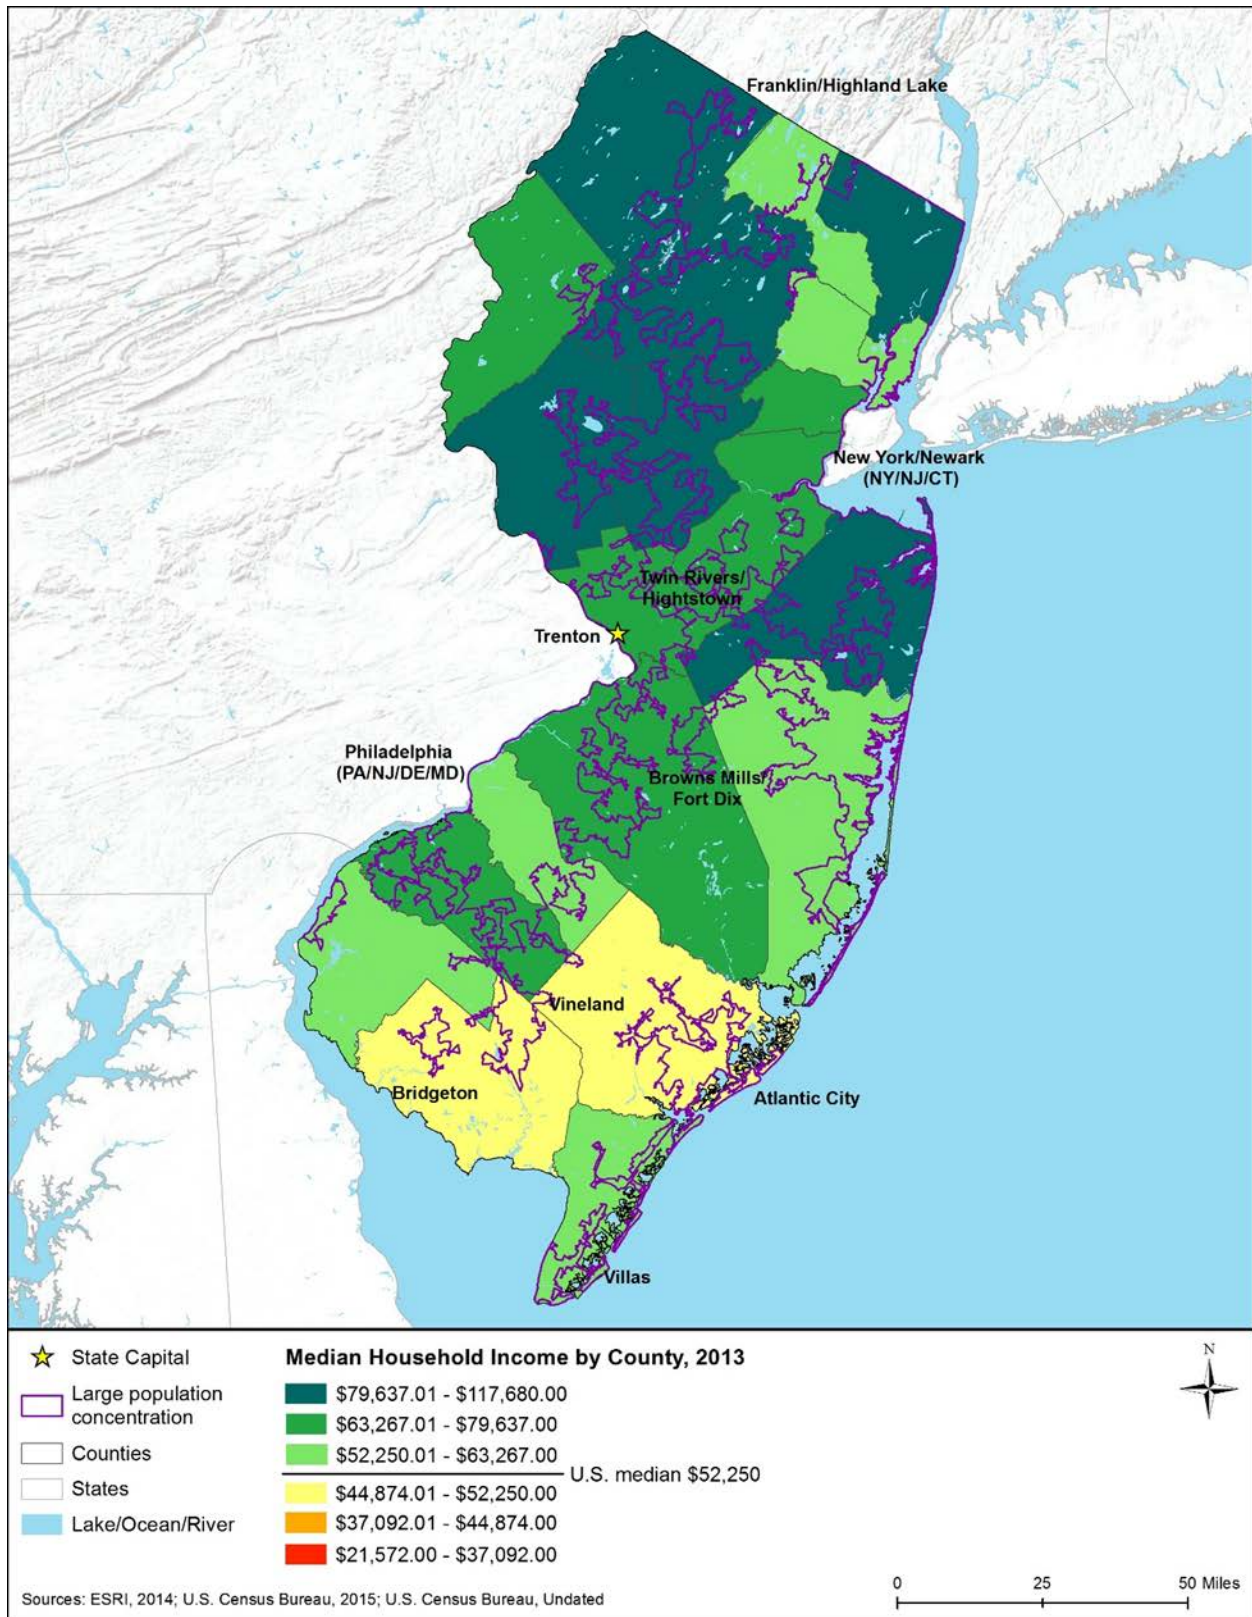 Franklin/Highland Lake
New York/Newark
(NY/NJ/CT)
Twin Rivers/
Hightstown
Trenton
Philadelphia
(PA/NJ/DE/MD)
Browns Mills/
Fort Dix
Vineland
Bridgeton
Atlantic City
Villas
State Capital
Large population
concentration
Counties
States
Lake/Ocean/River
Median Household Income by County, 2013
$79,637.01 - $117,680.00
$63,267.01 - $79,637.00
$52,250.01 - $63,267.00
U.S. median $52,250
$44,874.01 - $52,250.00
$37,092.01 - $44,874.00
$21,572.00 - $37,092.00
N
0 25 50 Miles
Sources: ESRI, 2014; U.S. Census Bureau, 2015; U.S. Census Bureau, Undated